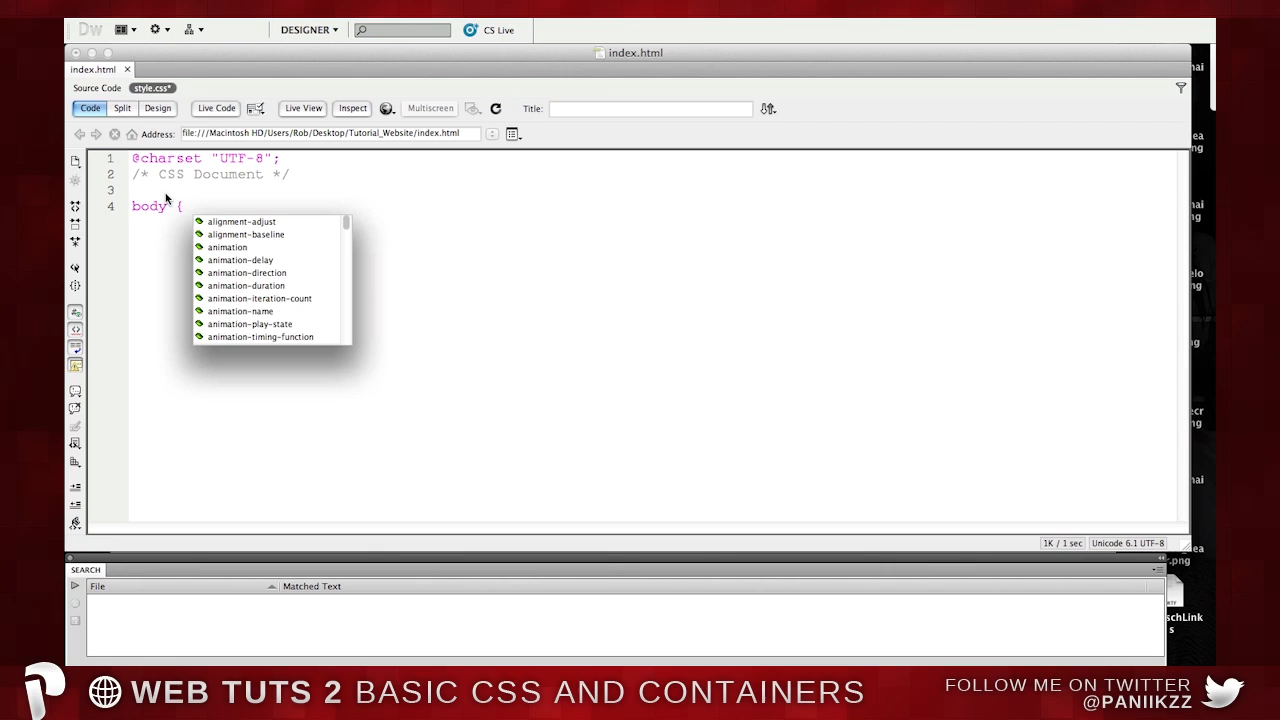 Dw
DESIGNER
CS Live
index.html
index.html
Source Code
style.css*
Code
Split
Design
Live Code
Live View
Inspect
Multiscreen
Title:
Address:
file:///Macintosh HD/Users/Rob/Desktop/Tutorial_Website/index.html
1 @charset "UTF-8";
2 /* CSS Document */
3
4 body {
alignment-adjust
alignment-baseline
animation
animation-delay
animation-direction
animation-duration
animation-iteration-count
animation-name
animation-play-state
animation-timing-function
1K / 1 sec
Unicode 6.1 UTF-8
SEARCH
File
Matched Text
WEB TUTS 2 BASIC CSS AND CONTAINERS
FOLLOW ME ON TWITTER
@PANIIKZZ